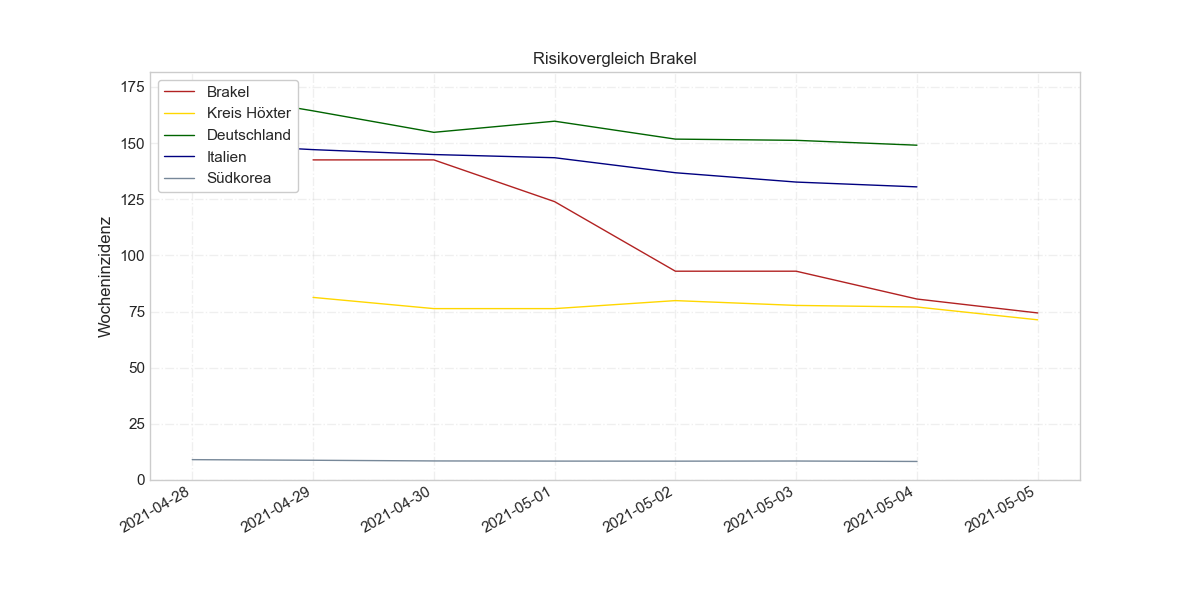 Risikovergleich Brakel
Wocheninzidenz
175
150
125
100
75
50
25
0
Brakel
Kreis Höxter
Deutschland
Italien
Südkorea
2021-04-28
2021-04-29
2021-04-30
2021-05-01
2021-05-02
2021-05-03
2021-05-04
2021-05-05